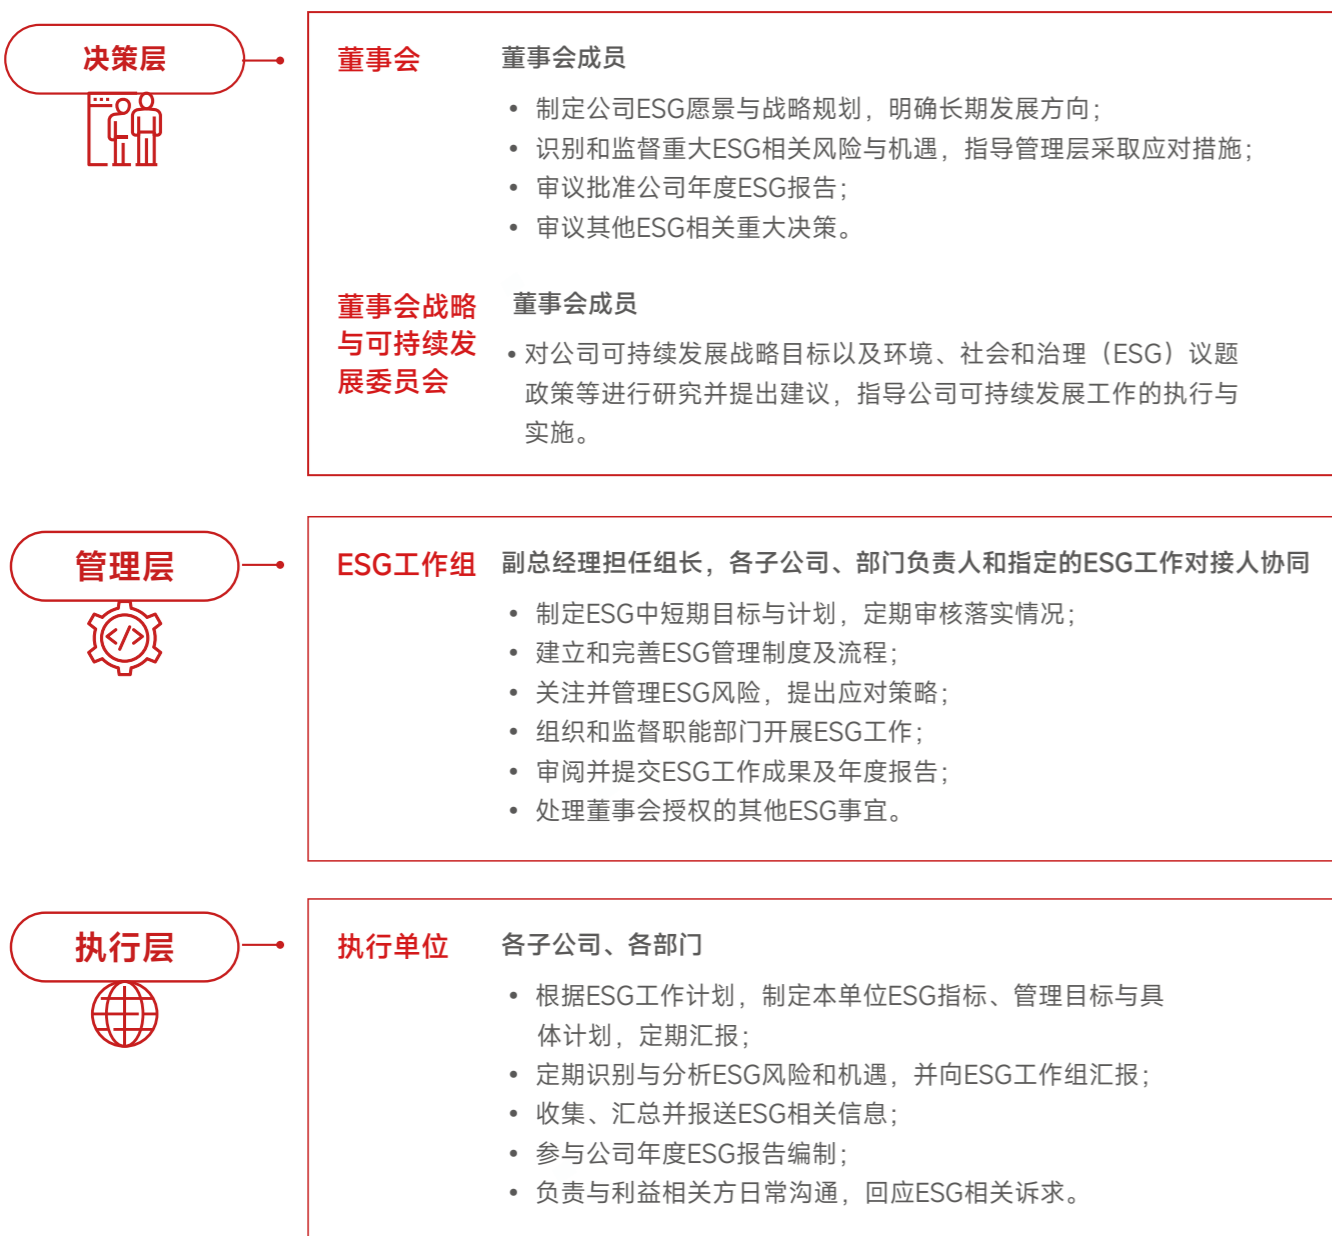 决策层
董事会
董事会成员
• 制定公司ESG愿景与战略规划，明确长期发展方向；
• 识别和监督重大ESG相关风险与机遇，指导管理层采取应对措施；
• 审议批准公司年度ESG报告；
• 审议其他ESG相关重大决策。
董事会战略
与可持续发
展委员会
董事会成员
• 对公司可持续发展战略目标以及环境、社会和治理（ESG）议题
政策等进行研究并提出建议，指导公司可持续发展工作的执行与
实施。
管理层
ESG工作组
副总经理担任组长，各子公司、部门负责人和指定的ESG工作对接人协同
• 制定ESG中短期目标与计划，定期审核落实情况；
• 建立和完善ESG管理制度及流程；
• 关注并管理ESG风险，提出应对策略；
• 组织和监督职能部门开展ESG工作；
• 审阅并提交ESG工作成果及年度报告；
• 处理董事会授权的其他ESG事宜。
执行层
执行单位
各子公司、各部门
• 根据ESG工作计划，制定本单位ESG指标、管理目标与具
体计划，定期汇报；
• 定期识别与分析ESG风险和机遇，并向ESG工作组汇报；
• 收集、汇总并报送ESG相关信息；
• 参与公司年度ESG报告编制；
• 负责与利益相关方日常沟通，回应ESG相关诉求。